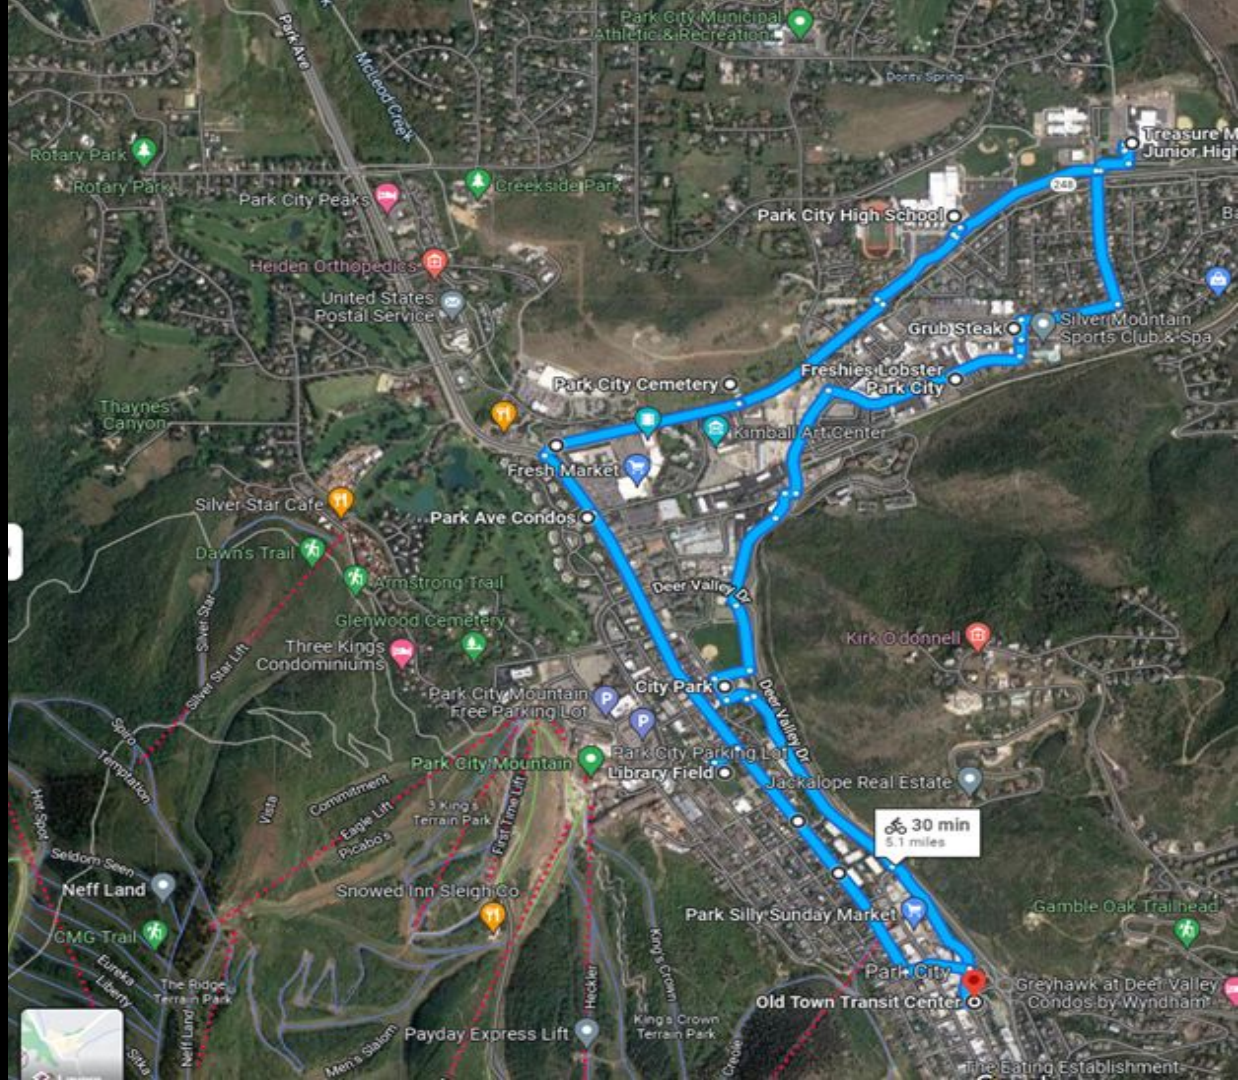 Park City Municipal
Athletic & Recreation
Park Ave
McLeod Creek
Dority Spring
Treasure M
Junior High
Rotary Park
Rotary Park
Creekside Park
Park City Peaks
248
Park City High School
Ba
Heiden Orthopedics
United States
Postal Service
Grub Steak
Silver Mountain
Sports Club & Spa
Freshies Lobster
Park City
Park City Cemetery
Thaynes
Canyon
Kimball Art Center
Fresh Market
Silver Star Cafe
Park Ave Condos
Dawn's Trail
Armstrong Trail
Deer Valley Dr
Glenwood Cemetery
Silver Star
Three Kings
Condominiums
Kirk O'donnell
Silver Star Lift
Park City Mountain
Free Parking Lot
P
City Park
P
Deer Valley Dr
Spiro
Temptation
Park City Mountain
Park City Parking Lot
Library Field
Jackalope Real Estate
Hot Spot
Vista
Commitment
Eagle Lift
Picabo's
3 King's
Terrain Park
First Time Lift
30 min
5.1 miles
Seldom Seen
Neff Land
Snowed Inn Sleigh Co
Park Silly Sunday Market
Gamble Oak Trailhead
CMG Trail
Eureka
Liberty
The Ridge
Terrain Park
Neff Land
Heckler
King's Crown
Park City
Old Town Transit Center
Greyhawk at Deer Valley
Condos by Wyndham
Payday Express Lift
King's Crown
Terrain Park
Men's Slalom
Sitka
The Eating Establishment